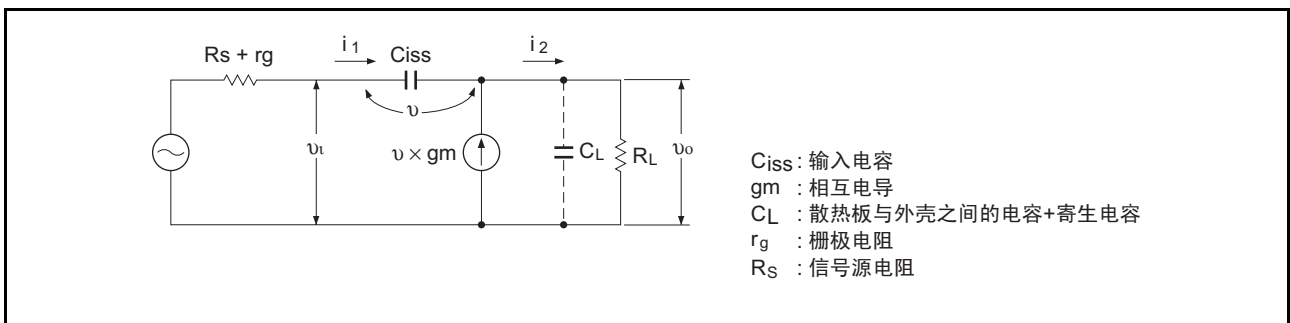 Rs + rg
i1
Ciss
i2
υ
υι
υ × gm
CL
RL
υo
Ciss : 输入电容
gm : 相互电导
CL : 散热板与外壳之间的电容+寄生电容
rg : 栅极电阻
RS : 信号源电阻